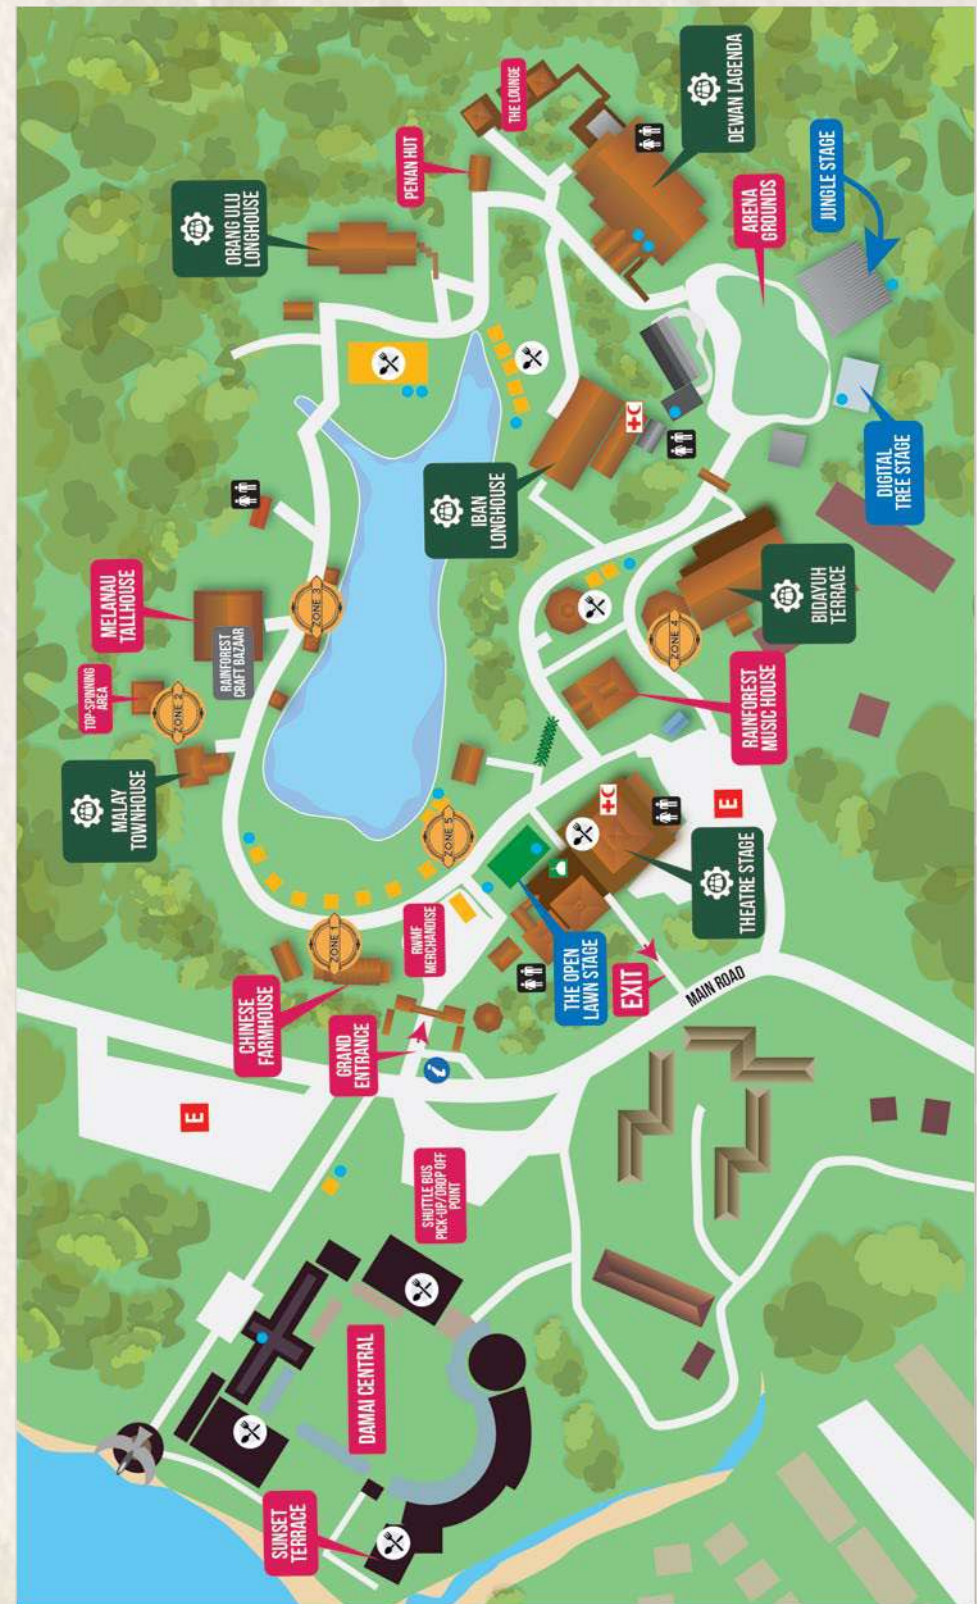 THE LOUNGE
DEWAN LAGENDA
PENAN HUT
JUNGLE STAGE
ORANG ULU
LONGHOUSE
ARENA
GROUNDS
DIGITAL
TREE STAGE
IBAN
LONGHOUSE
MELANAU
TALLHOUSE
ZONE 3
BIDAYUH
TERRACE
RAINFOREST
CRAFT BAZAAR
ZONE 4
TOP-SPINNING
AREA
ZONE 2
RAINFOREST
MUSIC HOUSE
MALAY
TOWNHOUSE
ZONE 5
E
THEATRE STAGE
ZONE 1
RWMF
MERCHANDISE
THE OPEN
LAWN STAGE
EXIT
MAIN ROAD
CHINESE
FARMHOUSE
GRAND
ENTRANCE
i
E
SHUTTLE BUS
PICK-UP/DROP OFF
POINT
DAMAI CENTRAL
SUNSET
TERRACE